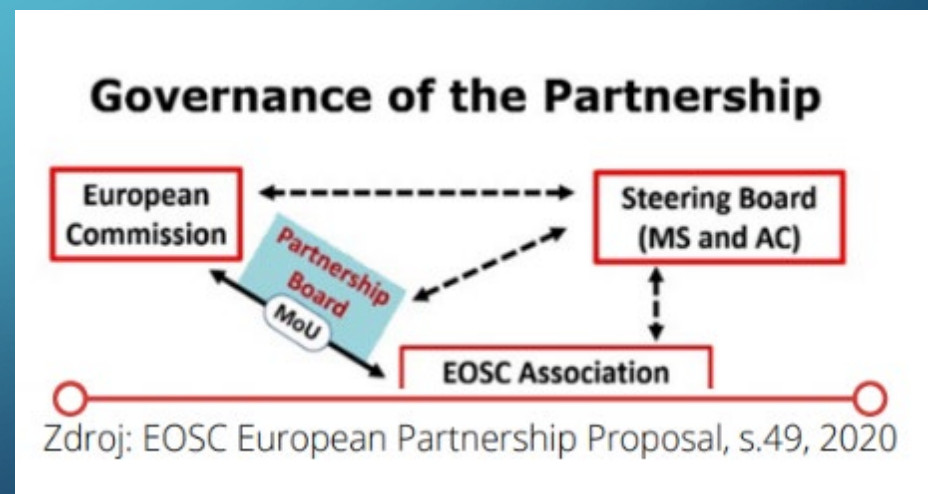 Governance of the Partnership
European
Commission
Steering Board
(MS and AC)
Partnership
Board
MoU
EOSC Association
Zdroj: EOSC European Partnership Proposal, s.49, 2020